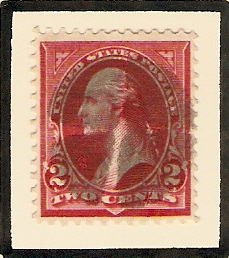 UNITED STATES POSTAGE
2 2
TWO CENTS